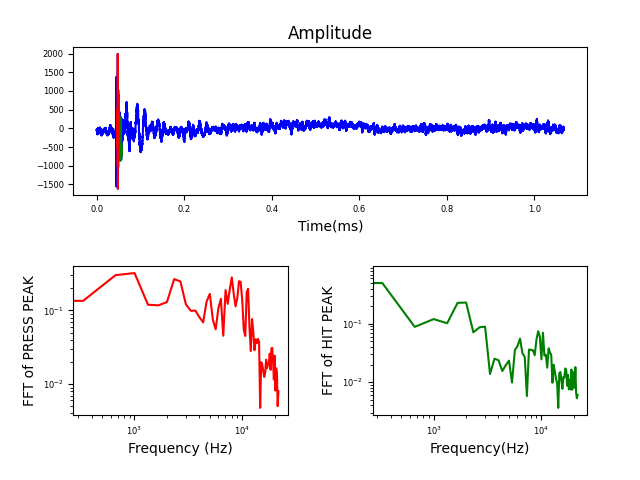 Amplitude
2000
1500
1000
500
0
−500
−1000
−1500
0.0 0.2 0.4 0.6 0.8 1.0
Time(ms)
FFT of PRESS PEAK
10⁻¹
10⁻²
10³ 10⁴
Frequency (Hz)
FFT of HIT PEAK
10⁻¹
10⁻²
10³ 10⁴
Frequency(Hz)